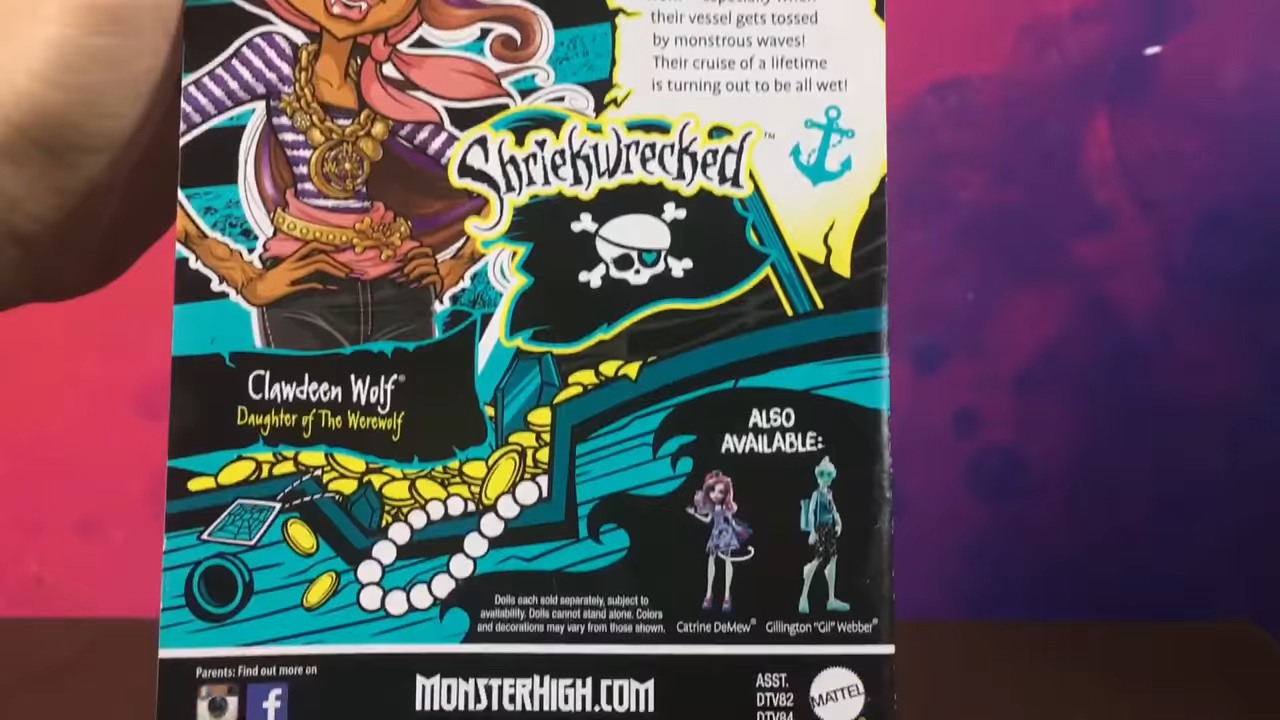 their vessel gets tossed
by monstrous waves!
Their cruise of a lifetime
is turning out to be all wet!
Shriekwrecked™
Clawdeen Wolf®
Daughter of The Werewolf
ALSO
AVAILABLE:
Dolls each sold separately, subject to
availability. Dolls cannot stand alone. Colors
and decorations may vary from those shown.
Catrine DeMew® Gillington "Gil" Webber®
Parents: Find out more on
MONSTERHIGH.COM
ASST.
DTV82
DTV84
MATTEL